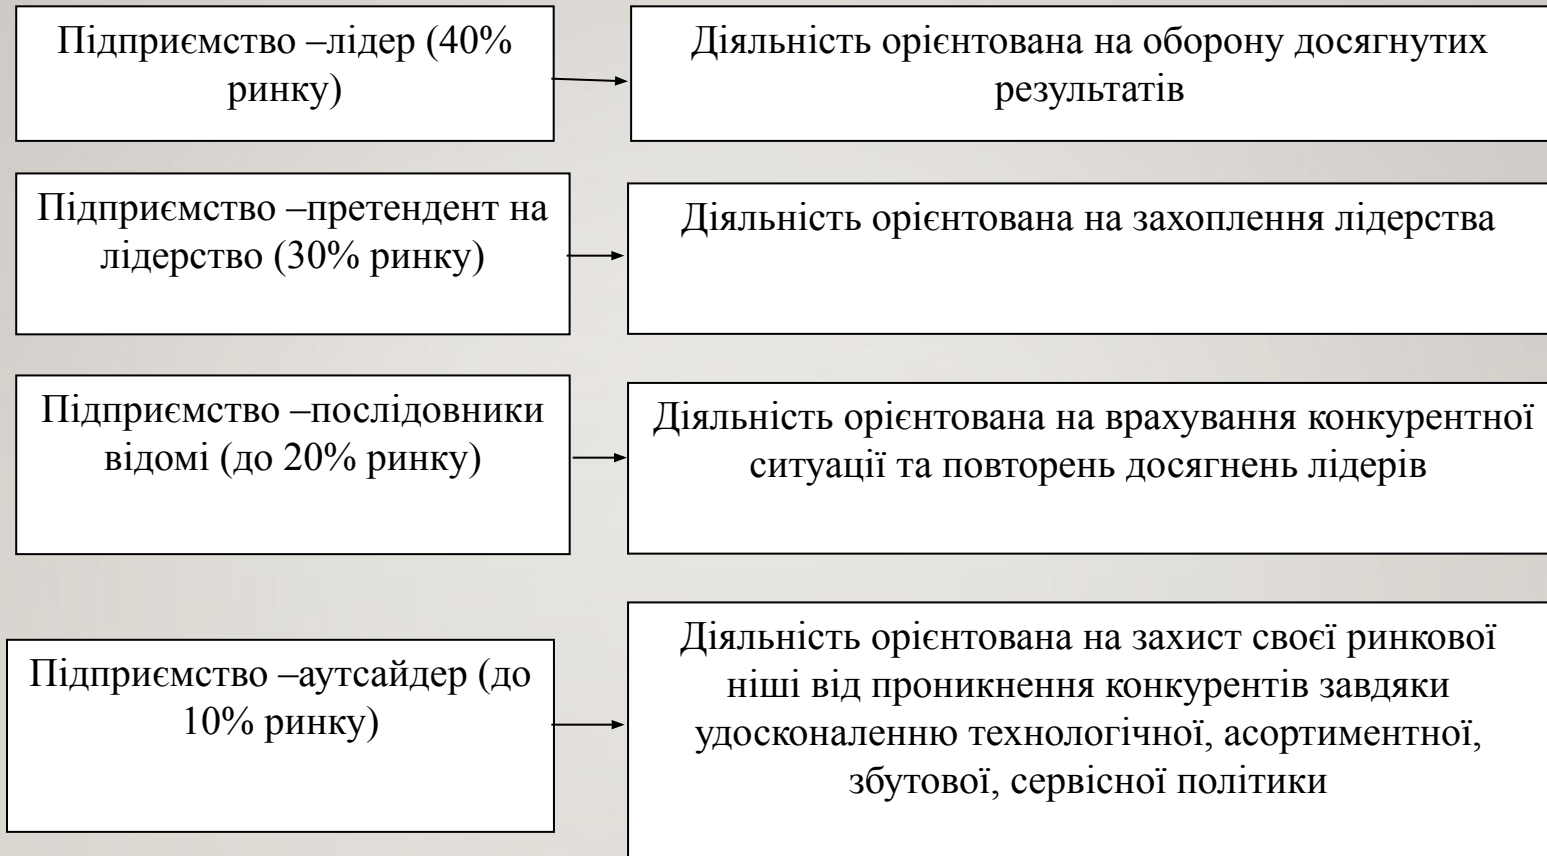 Підприємство –лідер (40%
ринку)
Діяльність орієнтована на оборону досягнутих
результатів
Підприємство –претендент на
лідерство (30% ринку)
Діяльність орієнтована на захоплення лідерства
Підприємство –послідовники
відомі (до 20% ринку)
Діяльність орієнтована на врахування конкурентної
ситуації та повторень досягнень лідерів
Підприємство –аутсайдер (до
10% ринку)
Діяльність орієнтована на захист своєї ринкової
ніші від проникнення конкурентів завдяки
удосконаленню технологічної, асортиментної,
збутової, сервісної політики